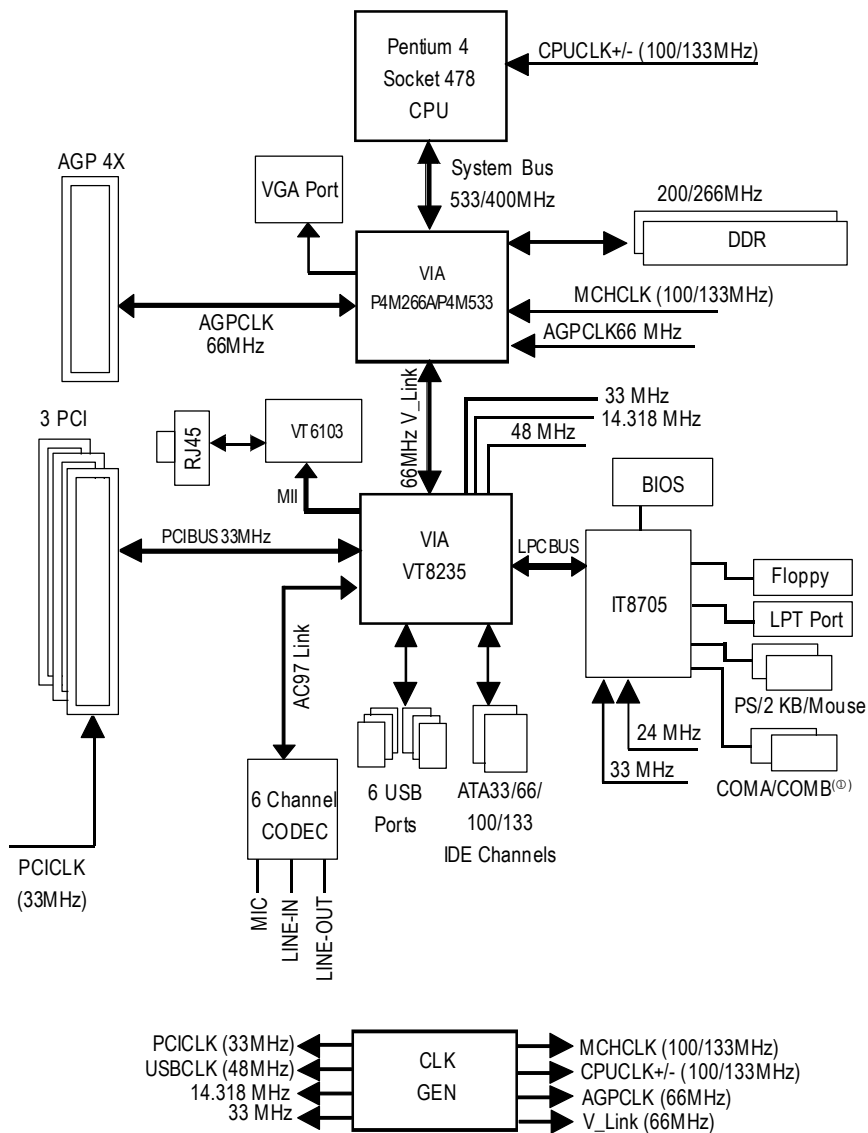 Pentium 4
Socket 478
CPU
CPUCLK+/- (100/133MHz)
AGP 4X
VGA Port
System Bus
533/400MHz
200/266MHz
DDR
VIA
P4M266A/P4M533
MCHCLK (100/133MHz)
AGPCLK66 MHz
AGPCLK
66MHz
66MHz V_Link
33 MHz
14.318 MHz
48 MHz
3 PCI
RJ45
VT6103
MII
BIOS
PCIBUS33MHz
VIA
VT8235
LPCBUS
IT8705
Floppy
LPT Port
PS/2 KB/Mouse
24 MHz
33 MHz
COMA/COMB(①)
AC97 Link
6 Channel
CODEC
6 USB
Ports
ATA33/66/
100/133
IDE Channels
PCICLK
(33MHz)
MIC
LINE-IN
LINE-OUT
PCICLK (33MHz)
USBCLK (48MHz)
14.318 MHz
33 MHz
CLK
GEN
MCHCLK (100/133MHz)
CPUCLK+/- (100/133MHz)
AGPCLK (66MHz)
V_Link (66MHz)